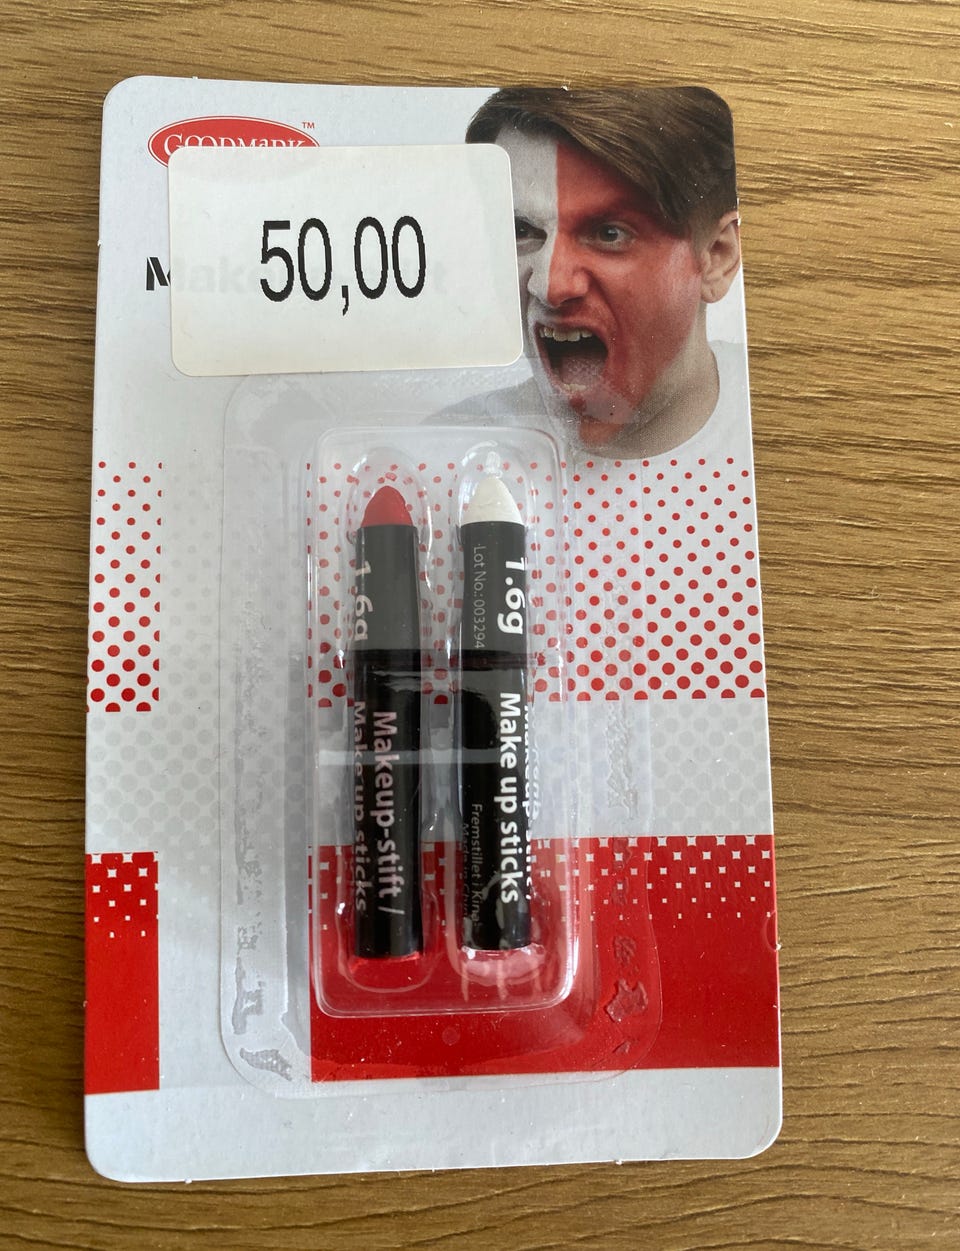 GOODMARK™
50,00
1.6g
Makeup-stift /
Make up sticks
1.6g
Lot No.: 003294
Make up sticks
Fremstillet i Kina